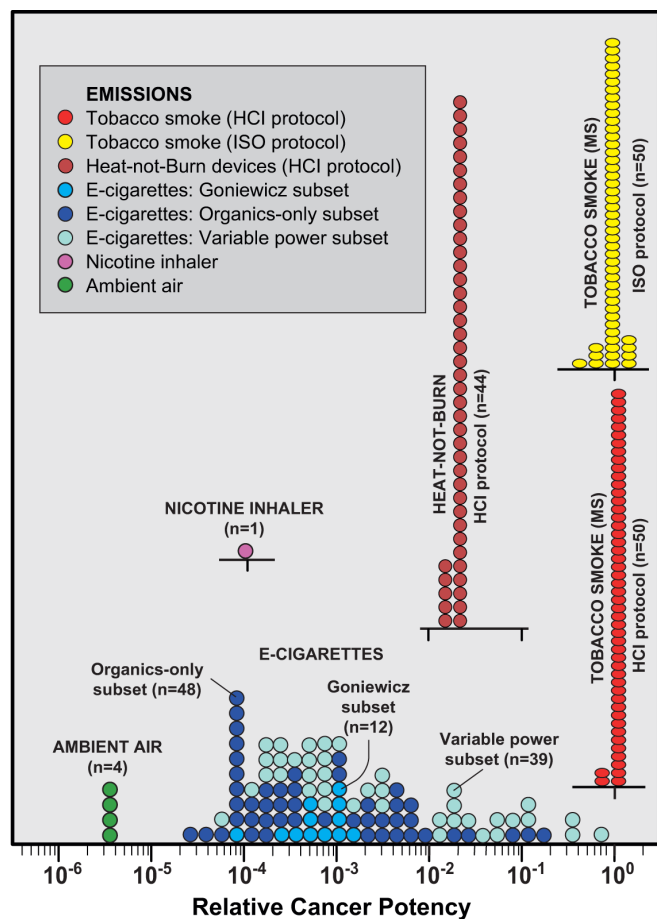 EMISSIONS
Tobacco smoke (HCI protocol)
Tobacco smoke (ISO protocol)
Heat-not-Burn devices (HCI protocol)
E-cigarettes: Goniewicz subset
E-cigarettes: Organics-only subset
E-cigarettes: Variable power subset
Nicotine inhaler
Ambient air
TOBACCO SMOKE (MS)
ISO protocol (n=50)
HEAT-NOT-BURN
HCI protocol (n=44)
TOBACCO SMOKE (MS)
HCI protocol (n=50)
NICOTINE INHALER
(n=1)
E-CIGARETTES
Organics-only
subset (n=48)
Goniewicz
subset
(n=12)
Variable power
subset (n=39)
AMBIENT AIR
(n=4)
10⁻⁶ 10⁻⁵ 10⁻⁴ 10⁻³ 10⁻² 10⁻¹ 10⁰
Relative Cancer Potency